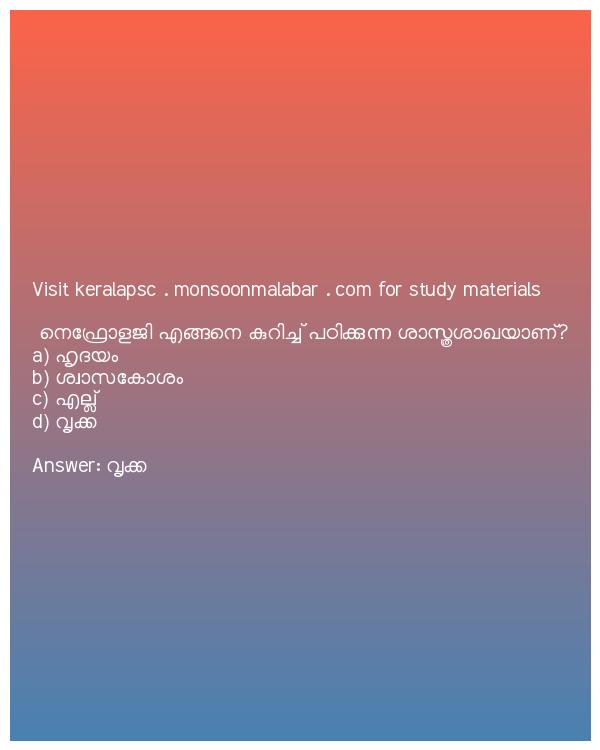 Visit keralapsc . monsoonmalabar . com for study materials
നെഫ്രോളജി എങ്ങനെ കുറിച്ച് പഠിക്കുന്ന ശാസ്ത്രശാഖയാണ്?
a) ഹൃദയം
b) ശ്വാസകോശം
c) എല്ല്
d) വൃക്ക
Answer: വൃക്ക